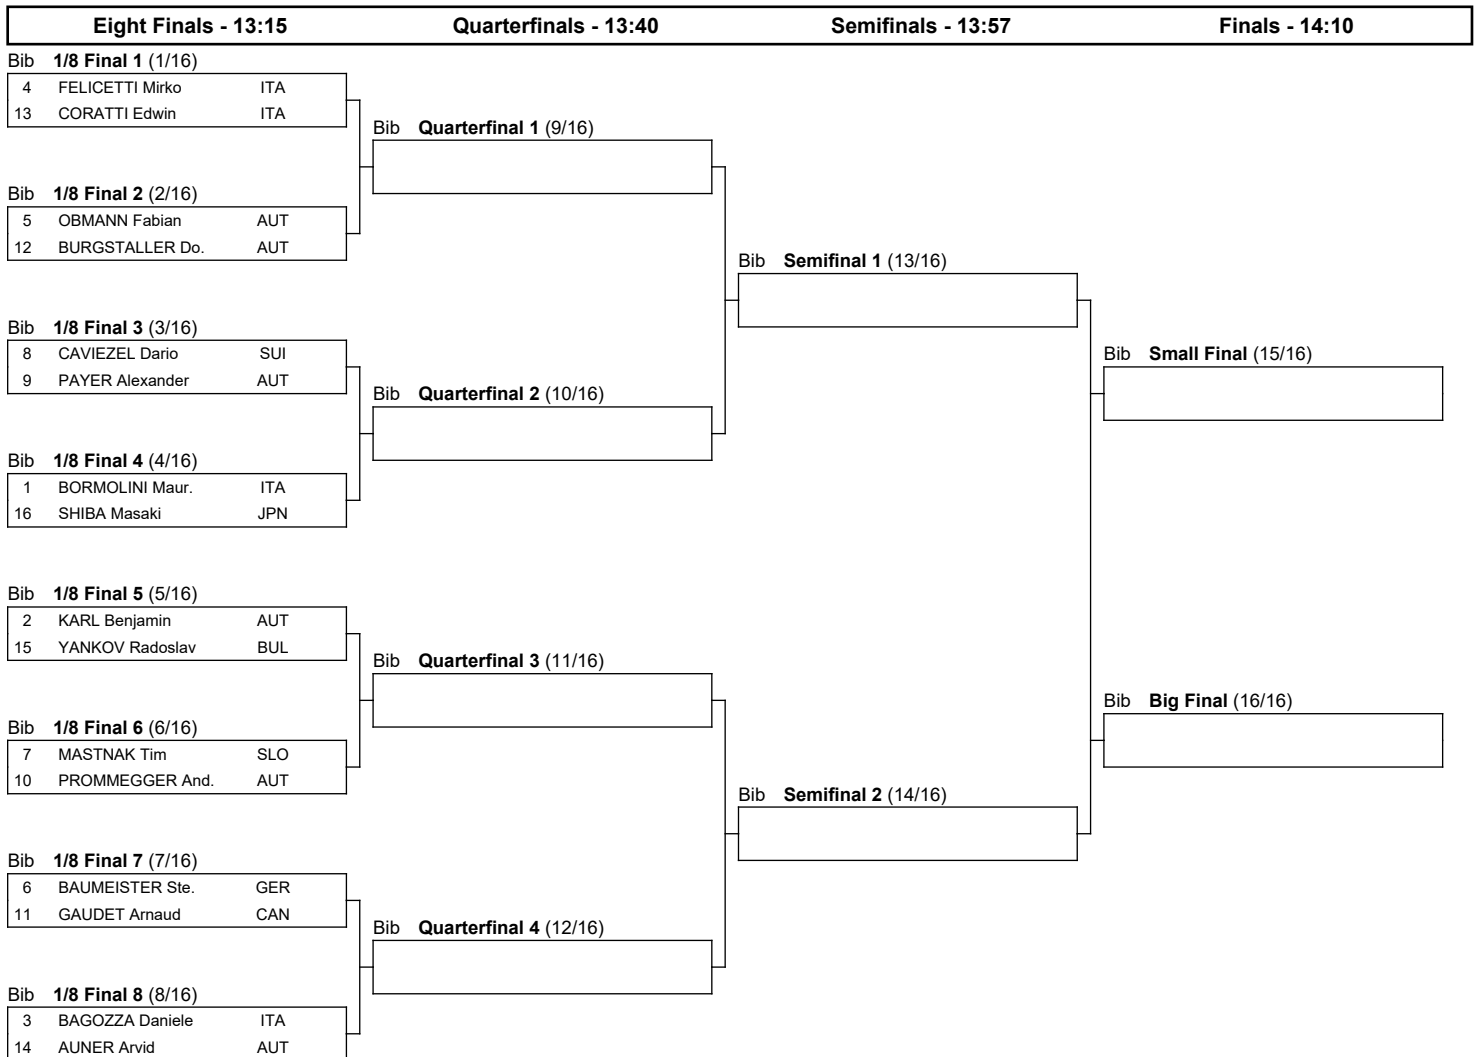 Eight Finals - 13:15 Quarterfinals - 13:40 Semifinals - 13:57 Finals - 14:10
Bib 1/8 Final 1 (1/16)
4 FELICETTI Mirko ITA
13 CORATTI Edwin ITA
Bib 1/8 Final 2 (2/16)
5 OBMANN Fabian AUT
12 BURGSTALLER Do. AUT
Bib 1/8 Final 3 (3/16)
8 CAVIEZEL Dario SUI
9 PAYER Alexander AUT
Bib 1/8 Final 4 (4/16)
1 BORMOLINI Maur. ITA
16 SHIBA Masaki JPN
Bib 1/8 Final 5 (5/16)
2 KARL Benjamin AUT
15 YANKOV Radoslav BUL
Bib 1/8 Final 6 (6/16)
7 MASTNAK Tim SLO
10 PROMMEGGER And. AUT
Bib 1/8 Final 7 (7/16)
6 BAUMEISTER Ste. GER
11 GAUDET Arnaud CAN
Bib 1/8 Final 8 (8/16)
3 BAGOZZA Daniele ITA
14 AUNER Arvid AUT
Bib Quarterfinal 1 (9/16)
Bib Quarterfinal 2 (10/16)
Bib Quarterfinal 3 (11/16)
Bib Quarterfinal 4 (12/16)
Bib Semifinal 1 (13/16)
Bib Semifinal 2 (14/16)
Bib Small Final (15/16)
Bib Big Final (16/16)